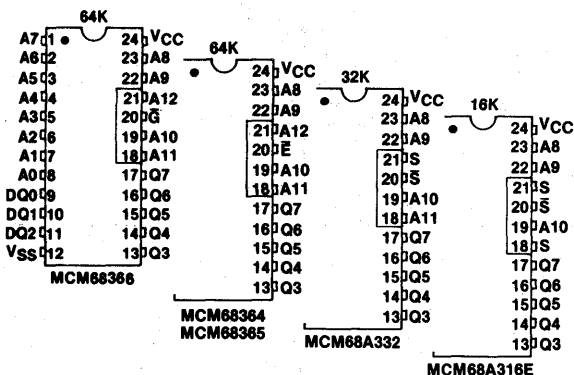 64K
A7 1 24 VCC
A6 2 23 A8
A5 3 22 A9
A4 4 21 A12
A3 5 20 G̅
A2 6 19 A10
A1 7 18 A11
A0 8 17 Q7
DQ0 9 16 Q6
DQ1 10 15 Q5
DQ2 11 14 Q4
VSS 12 13 Q3
MCM68366
64K
24 VCC
23 A8
22 A9
21 A12
20 E̅
19 A10
18 A11
17 Q7
16 Q6
15 Q5
14 Q4
13 Q3
MCM68364
MCM68365
32K
24 VCC
23 A8
22 A9
21 S
20 S̅
19 A10
18 A11
17 Q7
16 Q6
15 Q5
14 Q4
13 Q3
MCM68A332
16K
24 VCC
23 A8
22 A9
21 S
20 S̅
19 A10
18 S
17 Q7
16 Q6
15 Q5
14 Q4
13 Q3
MCM68A316E